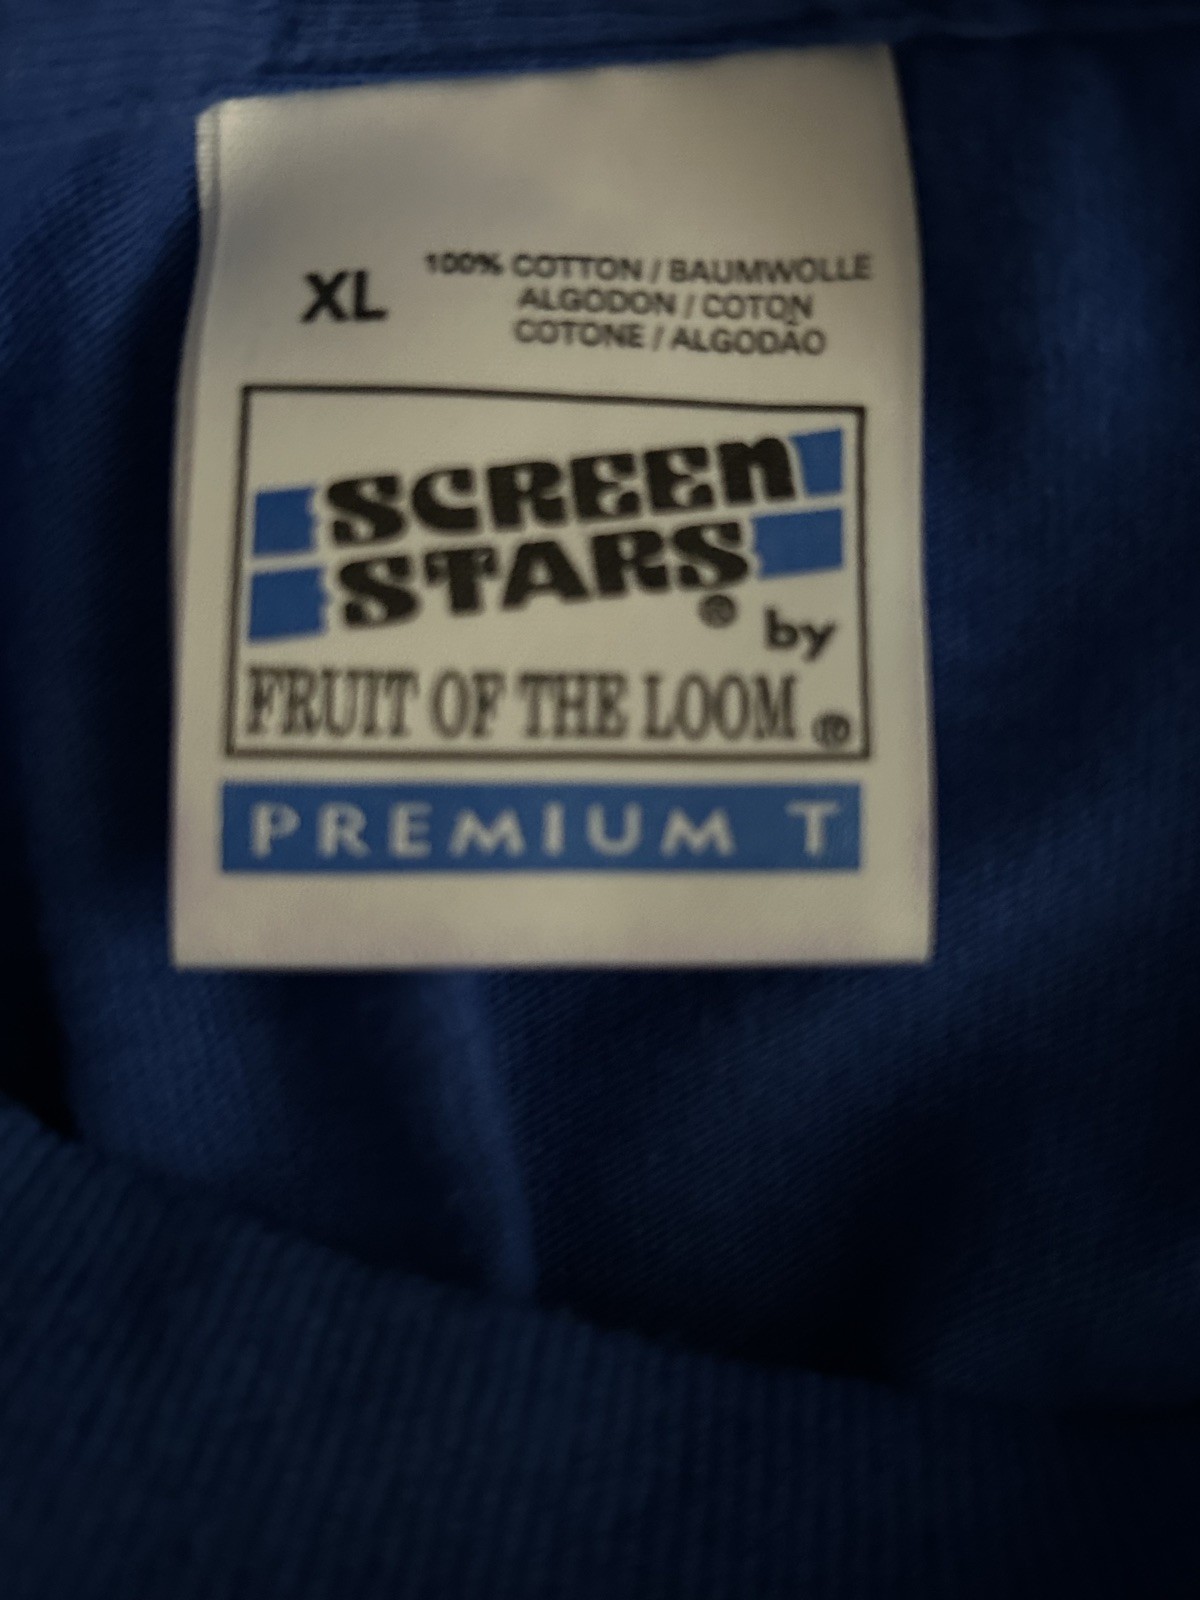 XL
100% COTTON / BAUMWOLLE
ALGODON / COTON
COTONE / ALGODÃO
SCREEN
STARS
® by
FRUIT OF THE LOOM ®
PREMIUM T